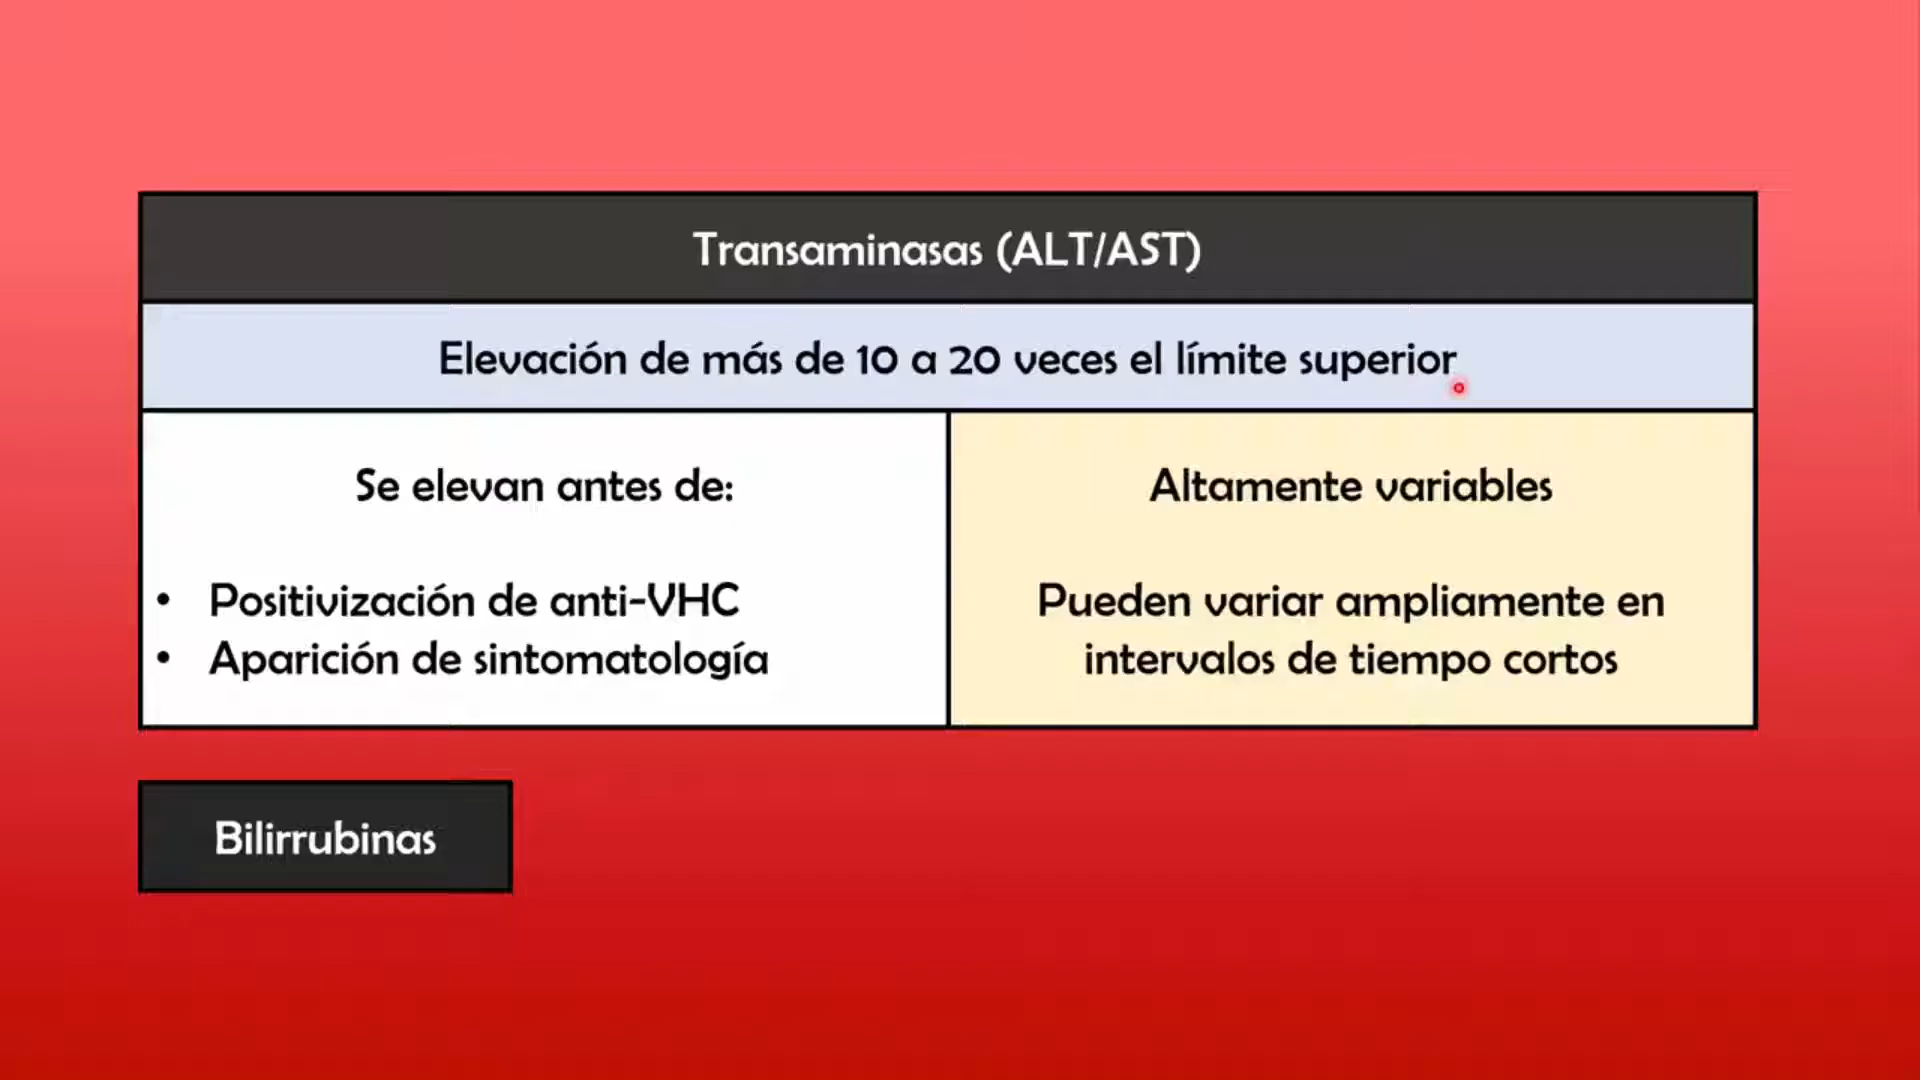 Transaminasas (ALT/AST)
Elevación de más de 10 a 20 veces el límite superior
Se elevan antes de:
• Positivización de anti-VHC
• Aparición de sintomatología
Altamente variables
Pueden variar ampliamente en
intervalos de tiempo cortos
Bilirrubinas